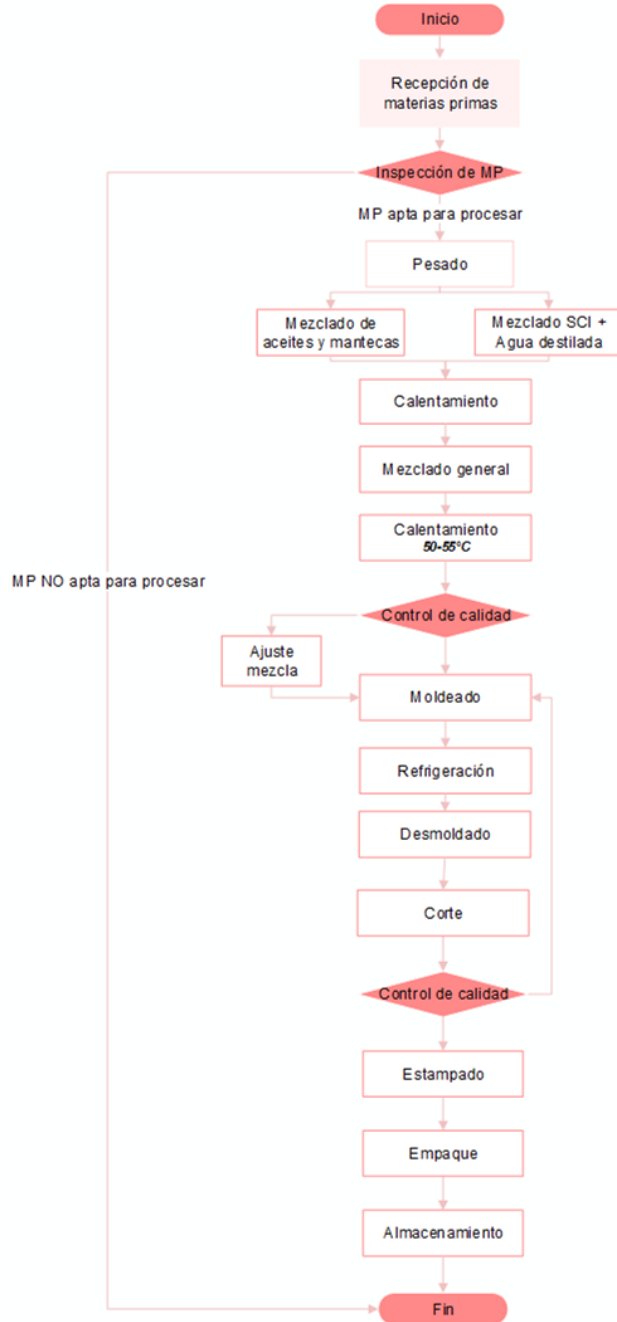 Inicio
Recepción de
materias primas
Inspección de MP
MP apta para procesar
Pesado
Mezclado de
aceites y mantecas
Mezclado SCI +
Agua destilada
Calentamiento
Mezclado general
Calentamiento
50-55°C
MP NO apta para procesar
Control de calidad
Ajuste
mezcla
Moldeado
Refrigeración
Desmoldado
Corte
Control de calidad
Estampado
Empaque
Almacenamiento
Fin